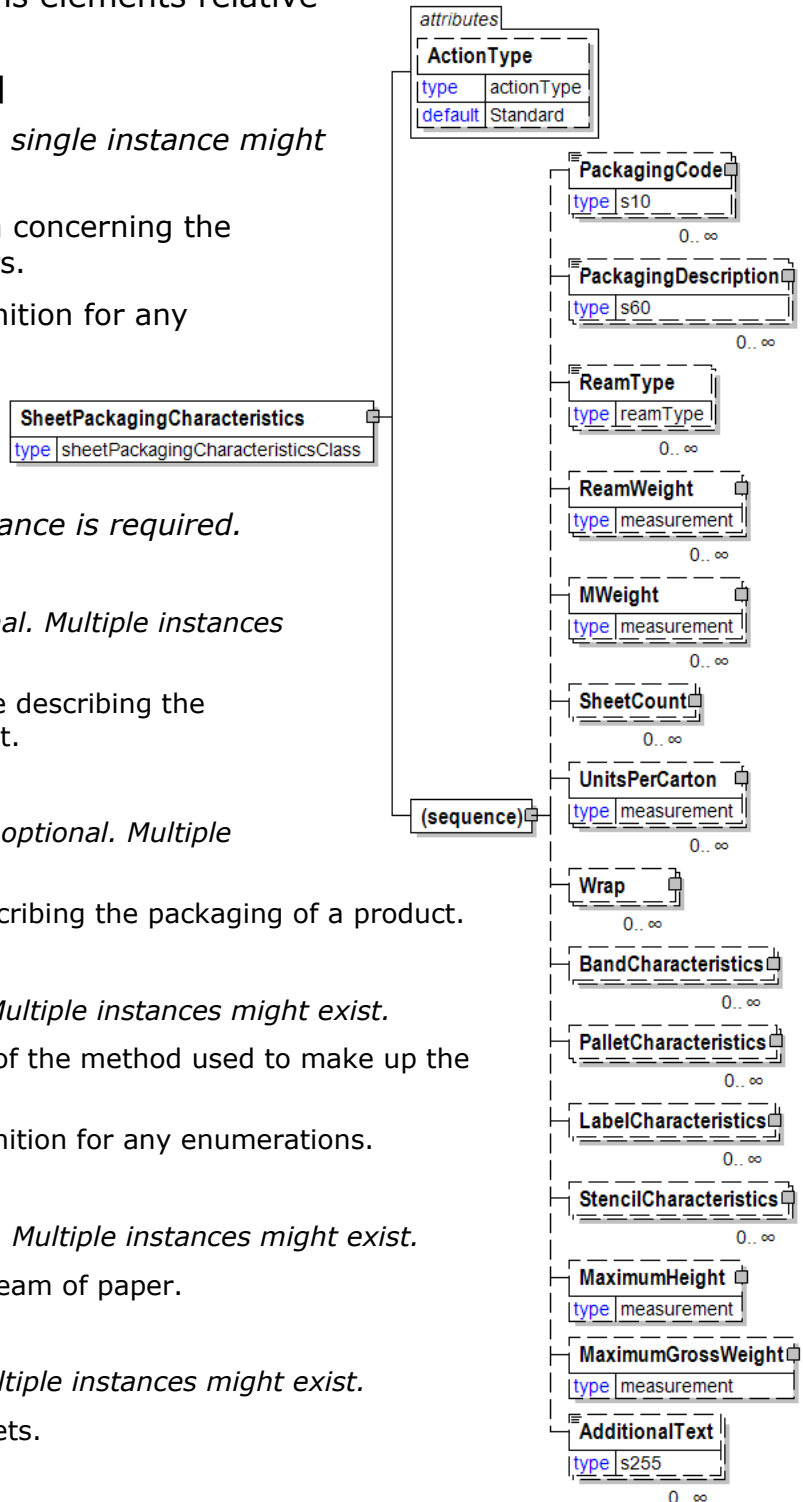 ns elements relative
single instance might
concerning the
s.
nition for any
ance is required.
al. Multiple instances
e describing the
t.
optional. Multiple
cribing the packaging of a product.
Multiple instances might exist.
of the method used to make up the
nition for any enumerations.
Multiple instances might exist.
eam of paper.
ltiple instances might exist.
ets.
SheetPackagingCharacteristics
type sheetPackagingCharacteristicsClass
attributes
ActionType
type actionType
default Standard
(sequence)
PackagingCode
type s10
0.. ∞
PackagingDescription
type s60
0.. ∞
ReamType
type reamType
0.. ∞
ReamWeight
type measurement
0.. ∞
MWeight
type measurement
0.. ∞
SheetCount
0.. ∞
UnitsPerCarton
type measurement
0.. ∞
Wrap
0.. ∞
BandCharacteristics
0.. ∞
PalletCharacteristics
0.. ∞
LabelCharacteristics
0.. ∞
StencilCharacteristics
0.. ∞
MaximumHeight
type measurement
MaximumGrossWeight
type measurement
AdditionalText
type s255
0.. ∞